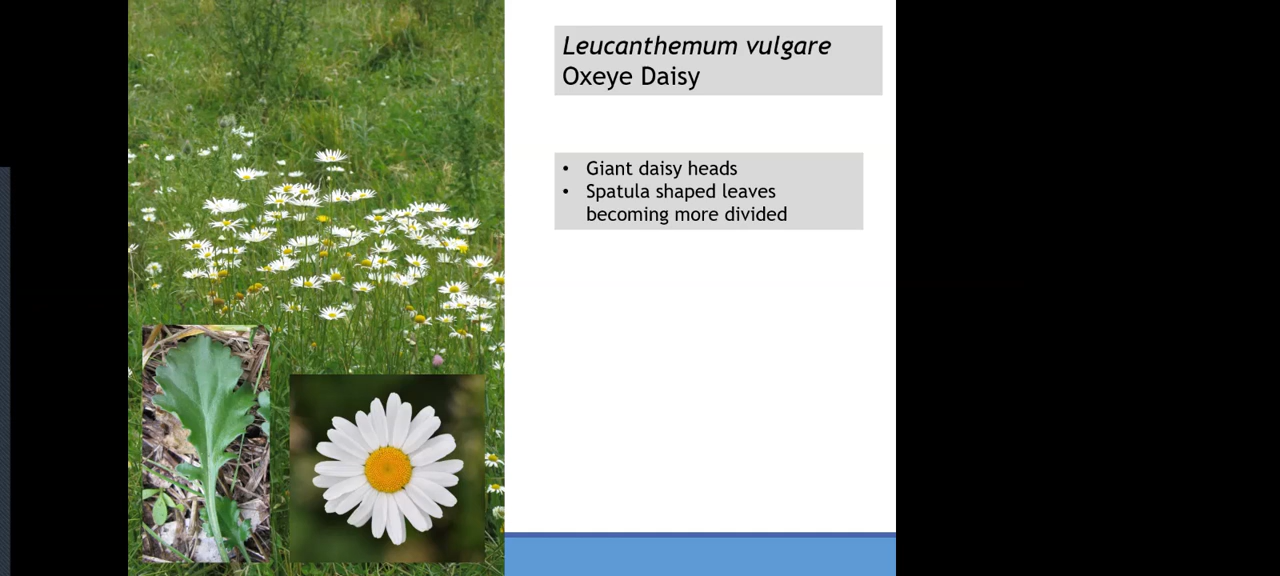 Leucanthemum vulgare
Oxeye Daisy
• Giant daisy heads
• Spatula shaped leaves
becoming more divided